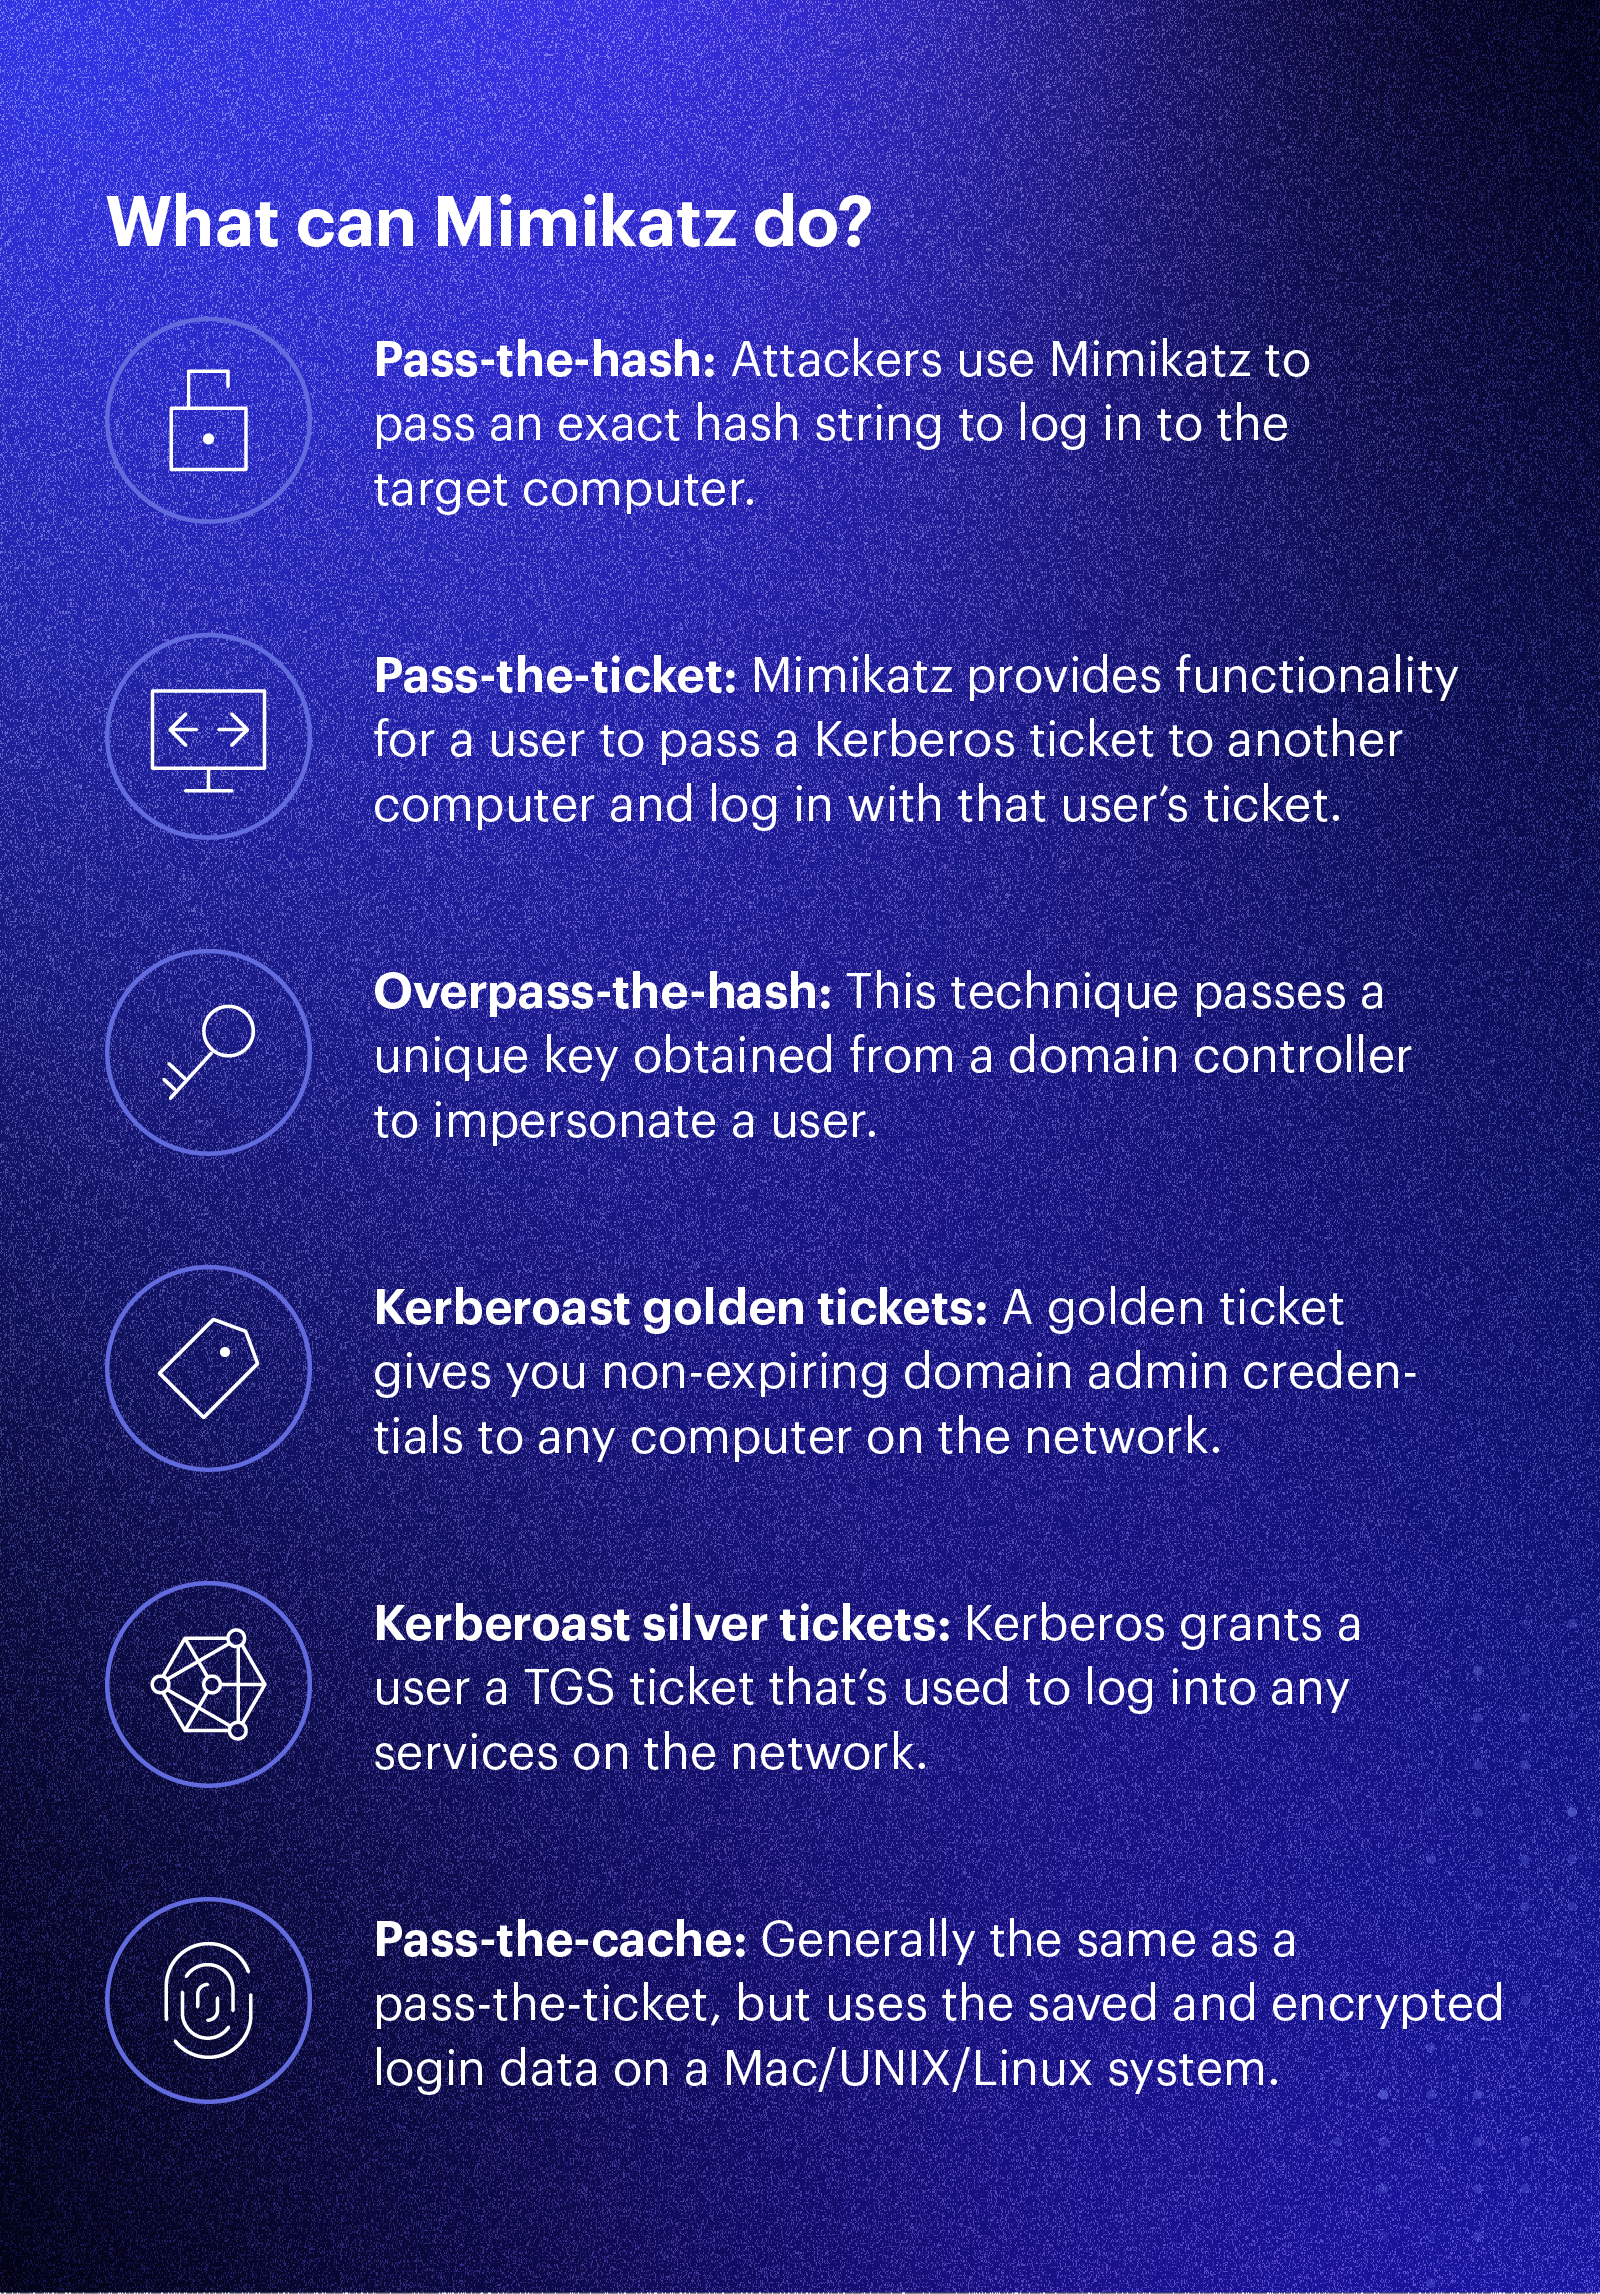 What can Mimikatz do?
Pass-the-hash: Attackers use Mimikatz to
pass an exact hash string to log in to the
target computer.
Pass-the-ticket: Mimikatz provides functionality
for a user to pass a Kerberos ticket to another
computer and log in with that user’s ticket.
Overpass-the-hash: This technique passes a
unique key obtained from a domain controller
to impersonate a user.
Kerberoast golden tickets: A golden ticket
gives you non-expiring domain admin creden-
tials to any computer on the network.
Kerberoast silver tickets: Kerberos grants a
user a TGS ticket that’s used to log into any
services on the network.
Pass-the-cache: Generally the same as a
pass-the-ticket, but uses the saved and encrypted
login data on a Mac/UNIX/Linux system.